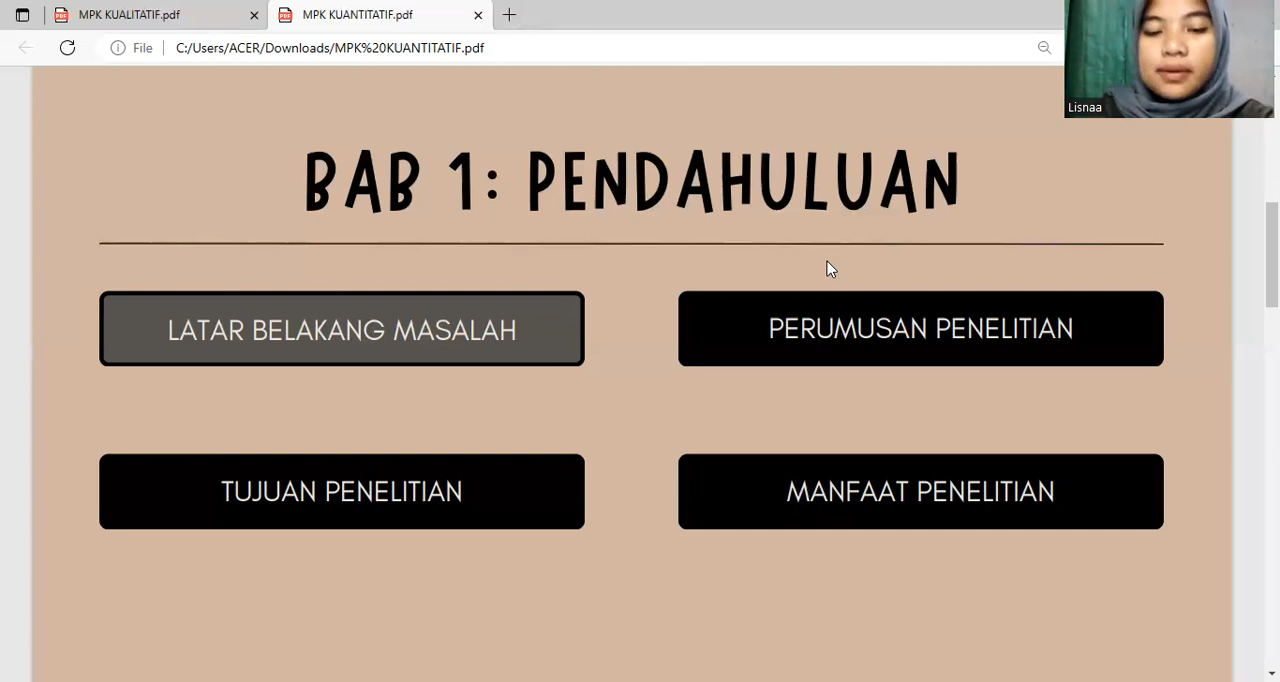 MPK KUALITATIF.pdf
MPK KUANTITATIF.pdf
File
C:/Users/ACER/Downloads/MPK%20KUANTITATIF.pdf
Lisnaa
BAB 1: PENDAHULUAN
LATAR BELAKANG MASALAH
PERUMUSAN PENELITIAN
TUJUAN PENELITIAN
MANFAAT PENELITIAN